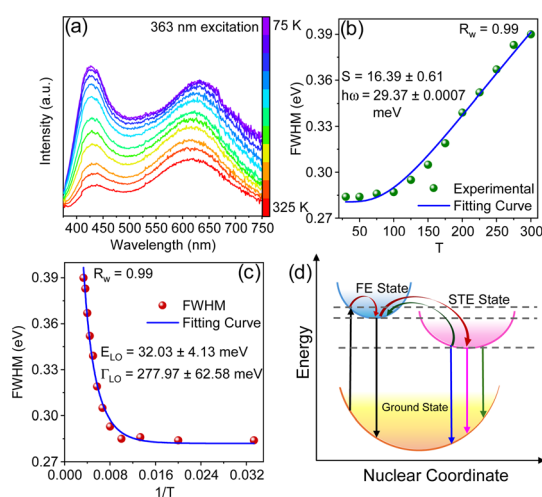 (a)
363 nm excitation
75 K
325 K
Intensity (a.u.)
400 450 500 550 600 650 700 750
Wavelength (nm)
(b)
R_w = 0.99
S = 16.39 ± 0.61
hω = 29.37 ± 0.0007
meV
Experimental
Fitting Curve
FWHM (eV)
0.39
0.36
0.33
0.30
0.27
0 50 100 150 200 250 300
T
(c)
R_w = 0.99
FWHM
Fitting Curve
E_LO = 32.03 ± 4.13 meV
Γ_LO = 277.97 ± 62.58 meV
FWHM (eV)
0.39
0.36
0.33
0.30
0.27
0.000 0.008 0.016 0.024 0.032
1/T
(d)
FE State
STE State
Ground State
Energy
Nuclear Coordinate